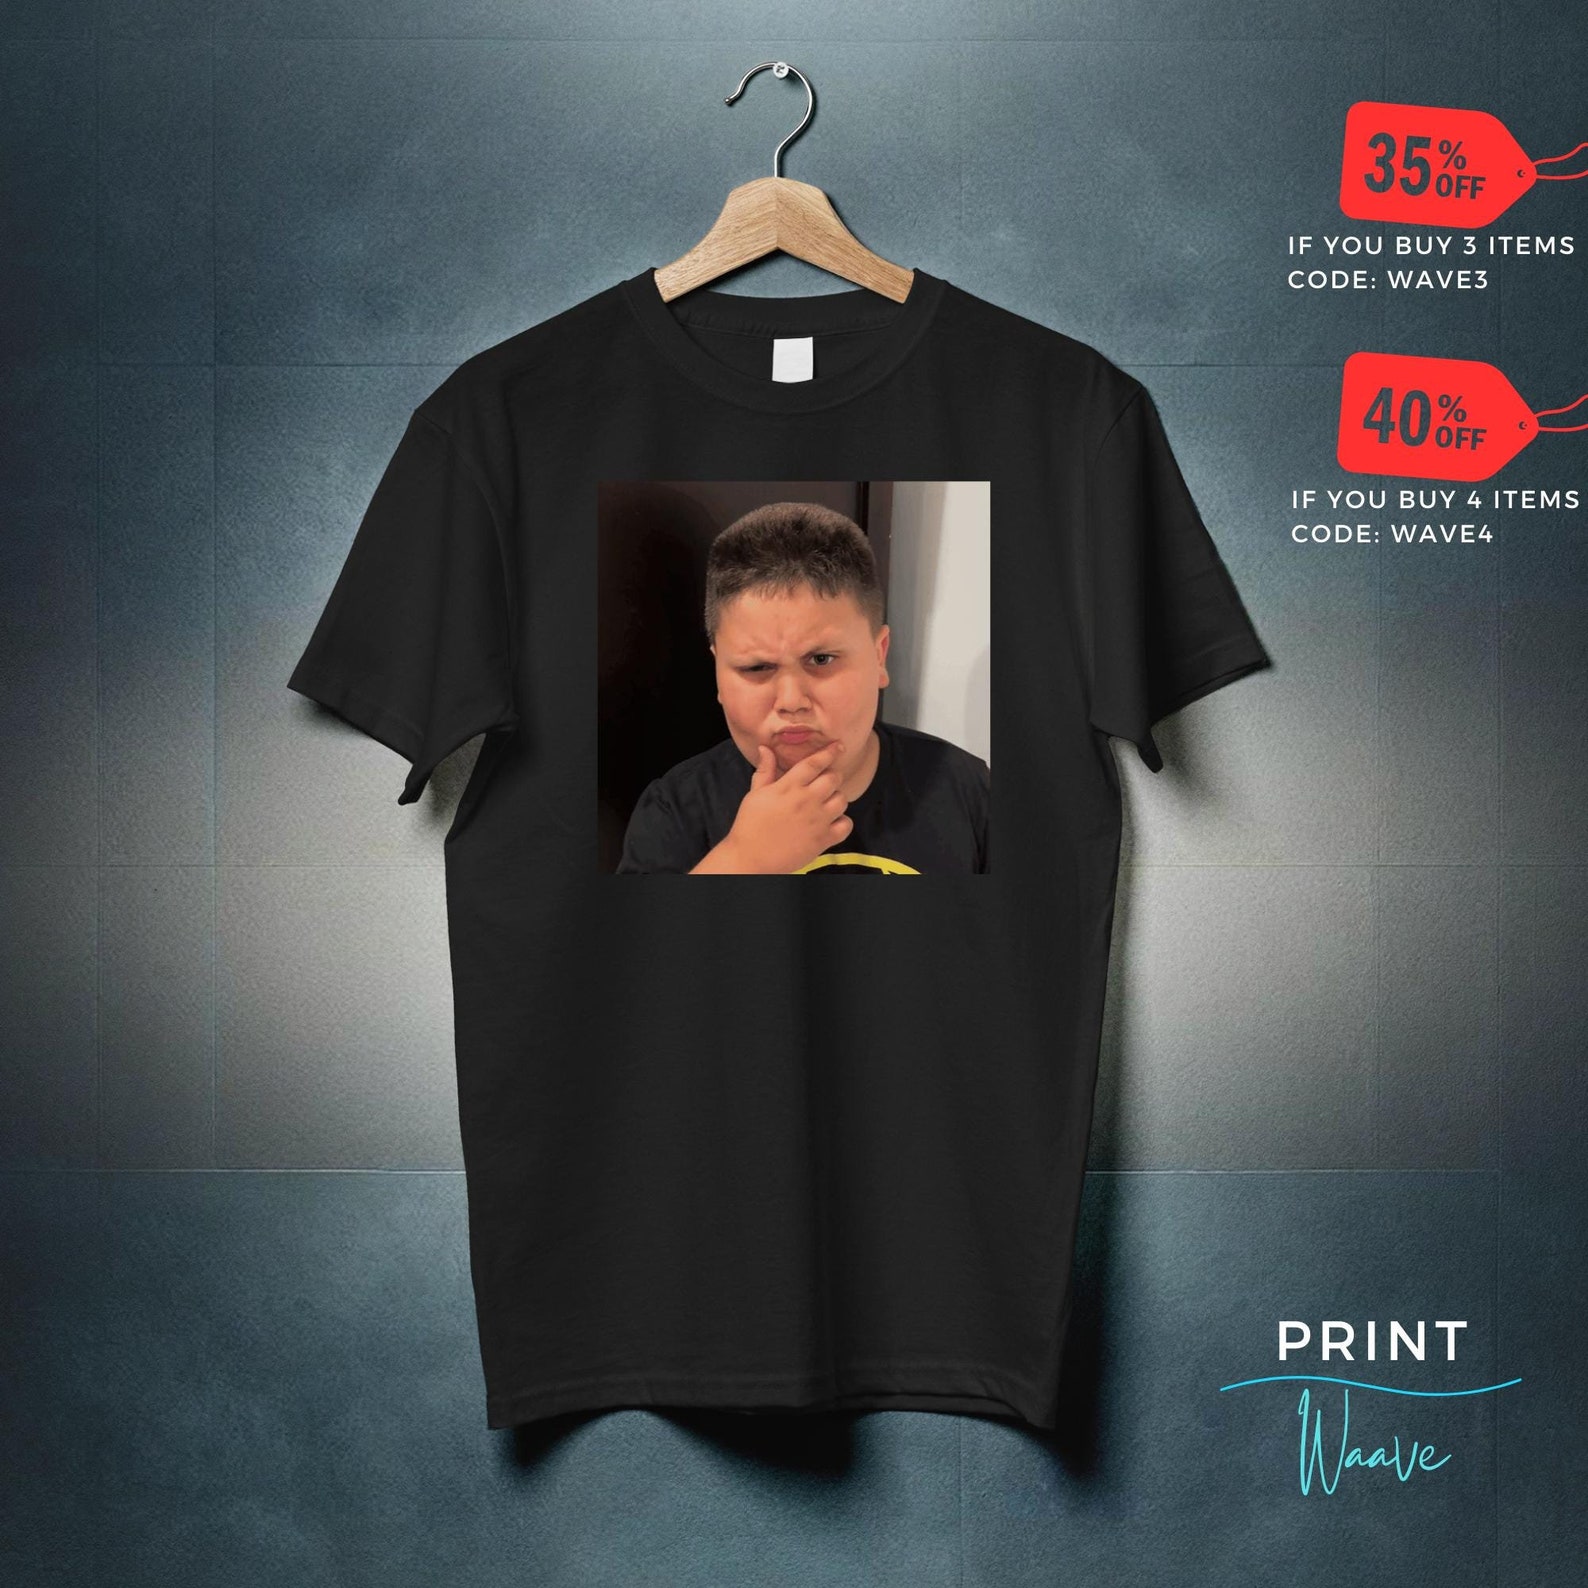 35% OFF
IF YOU BUY 3 ITEMS
CODE: WAVE3
40% OFF
IF YOU BUY 4 ITEMS
CODE: WAVE4
PRINT
Waave